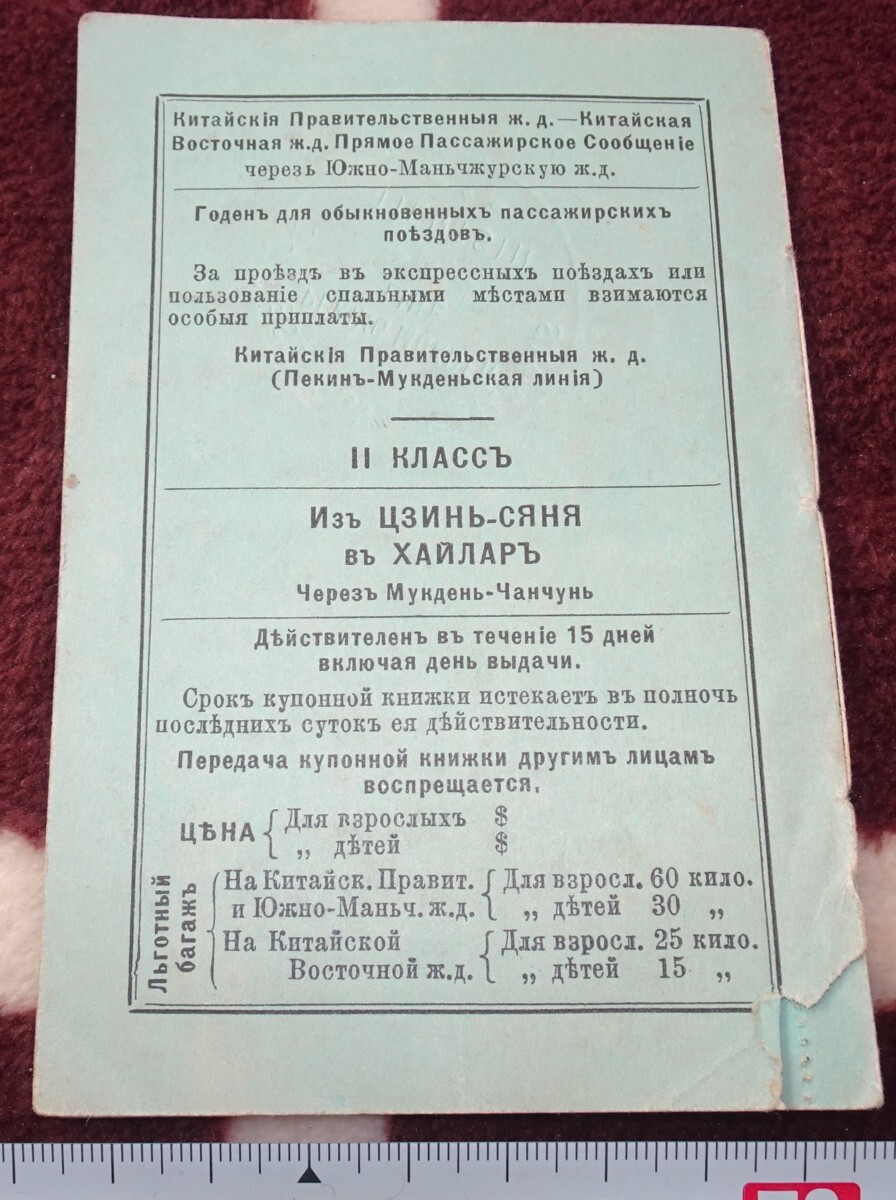 Китайскія Правительственныя ж. д.—Китайская
Восточная ж.д. Прямое Пассажирское Сообщеніе
черезъ Южно-Маньчжурскую ж.д.
Годенъ для обыкновенныхъ пассажирскихъ
поѣздовъ.
За проѣздъ въ экспрессныхъ поѣздахъ или
пользованіе спальными мѣстами взимаются
особыя приплаты.
Китайскія Правительственныя ж. д.
(Пекинъ-Мукденьская линія)
II КЛАССЪ
Изъ ЦЗИНЬ-СЯНЯ
въ ХАЙЛАРЪ
Черезъ Мукдень-Чанчунь
Дѣйствителенъ въ теченіе 15 дней
включая день выдачи.
Срокъ купонной книжки истекаетъ въ полночь
послѣднихъ сутокъ ея дѣйствительности.
Передача купонной книжки другимъ лицамъ
воспрещается.
ЦѢНА { Для взрослыхъ $
„ дѣтей $
Льготный багажъ
На Китайск. Правит. { Для взросл. 60 кило.
и Южно-Маньч. ж.д. „ дѣтей 30 „
На Китайской { Для взросл. 25 кило.
Восточной ж.д. „ дѣтей 15 „